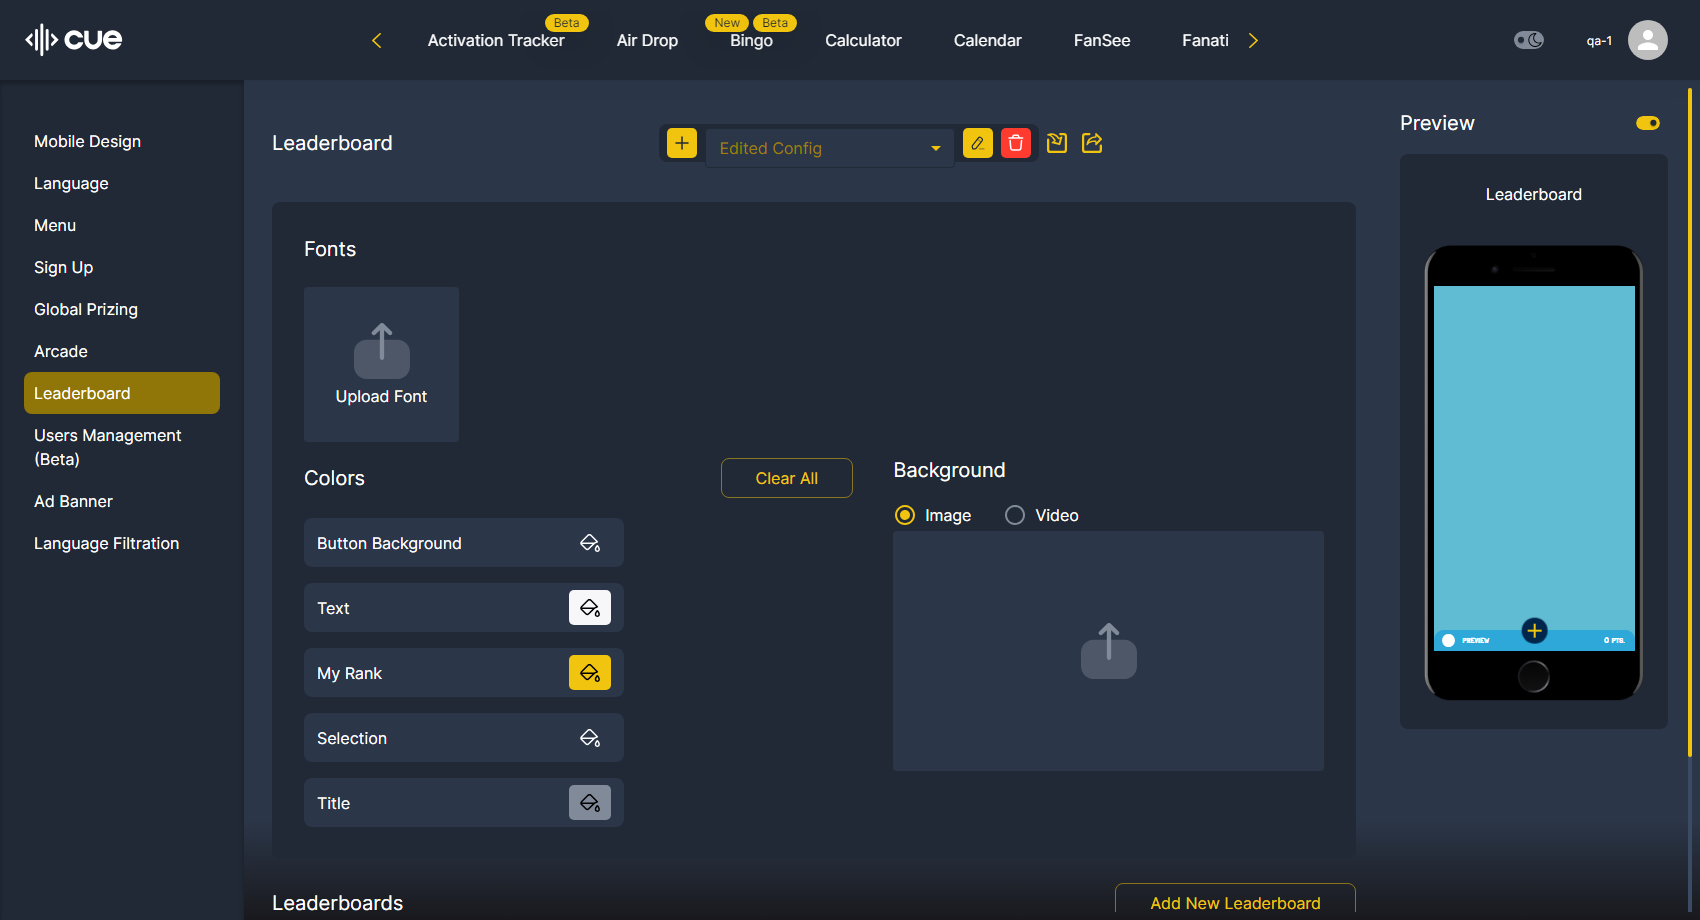 cue
Activation Tracker
Beta
Air Drop
New
Beta
Bingo
Calculator
Calendar
FanSee
Fanati
qa-1
Mobile Design
Language
Menu
Sign Up
Global Prizing
Arcade
Leaderboard
Users Management
(Beta)
Ad Banner
Language Filtration
Leaderboard
Edited Config
Fonts
Upload Font
Colors
Clear All
Button Background
Text
My Rank
Selection
Title
Background
Image
Video
Leaderboards
Add New Leaderboard
Preview
Leaderboard
PREVIEW
0 PTS.